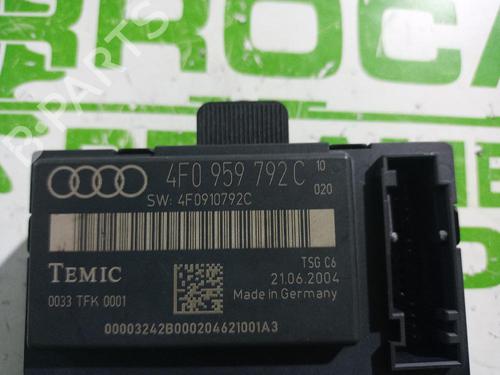 BROCA
B-PARTS
4F0 959 792 C 10
020
SW: 4F0910792C
TEMIC
TSG C6
21.06.2004
0033 TFK 0001
Made in Germany
00003242B000204621001A3